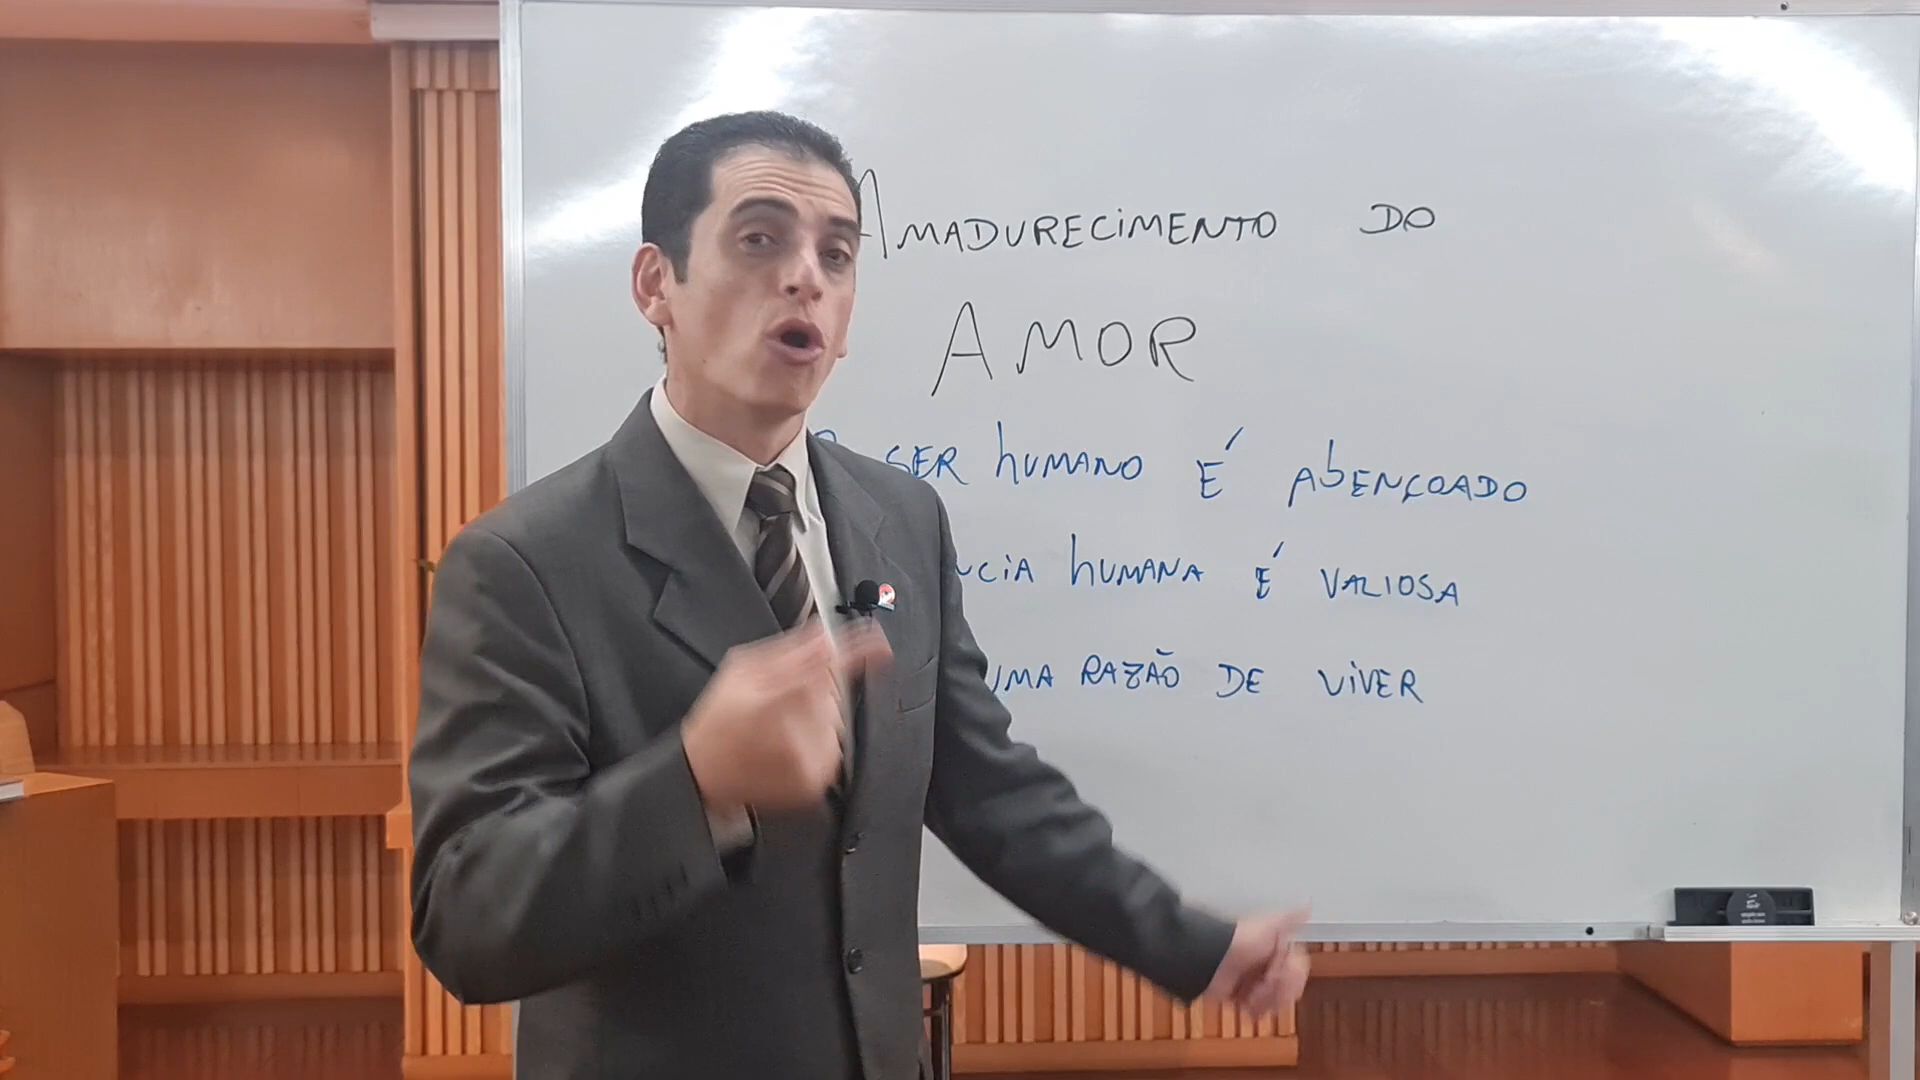 AMADURECIMENTO DO
AMOR
SER HUMANO É ABENÇOADO
HUMANA É VALIOSA
UMA RAZÃO DE VIVER